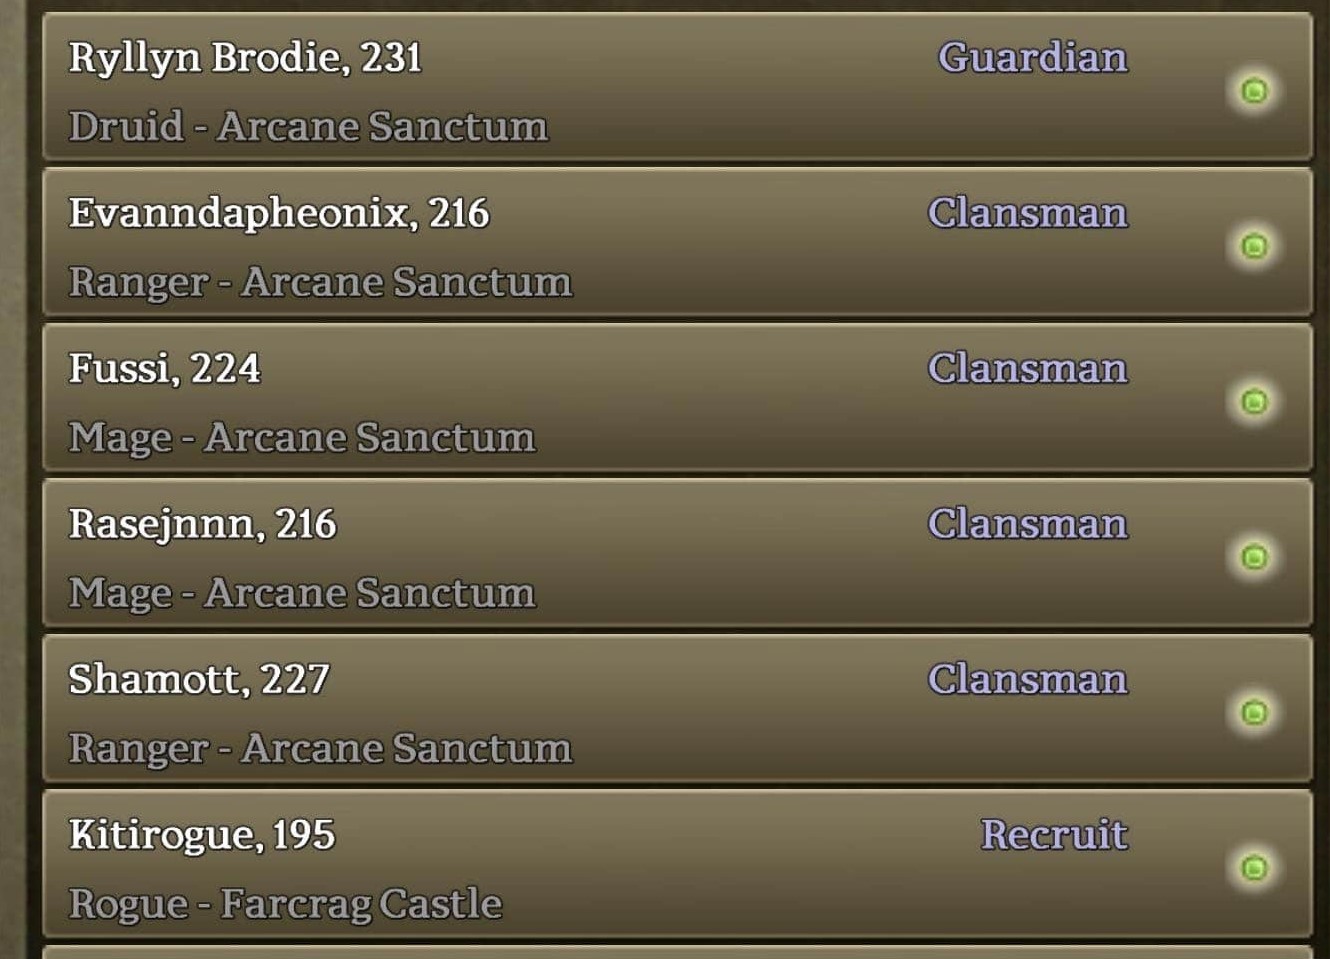 Ryllyn Brodie, 231 Guardian
Druid - Arcane Sanctum
Evanndapheonix, 216 Clansman
Ranger - Arcane Sanctum
Fussi, 224 Clansman
Mage - Arcane Sanctum
Rasejnnn, 216 Clansman
Mage - Arcane Sanctum
Shamott, 227 Clansman
Ranger - Arcane Sanctum
Kitirogue, 195 Recruit
Rogue - Farcrag Castle